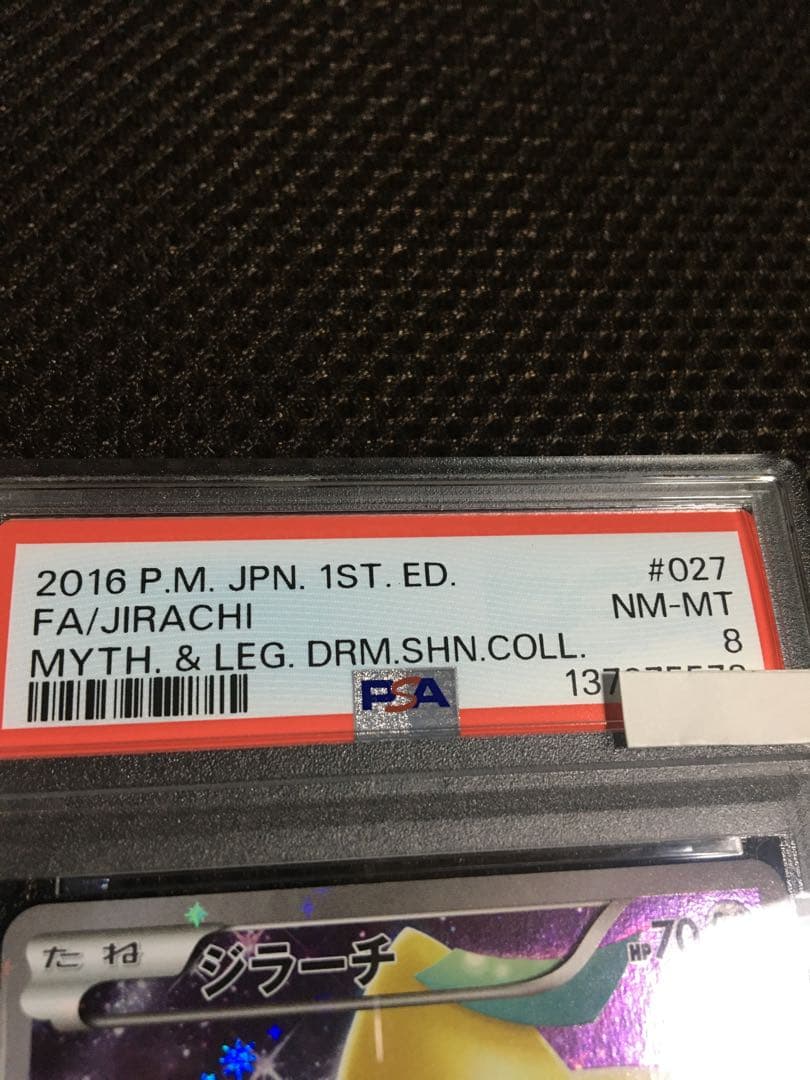 2016 P.M. JPN. 1ST. ED.
#027
FA/JIRACHI
NM-MT
MYTH. & LEG. DRM.SHN.COLL.
8
PSA
たね
ジラーチ
HP70